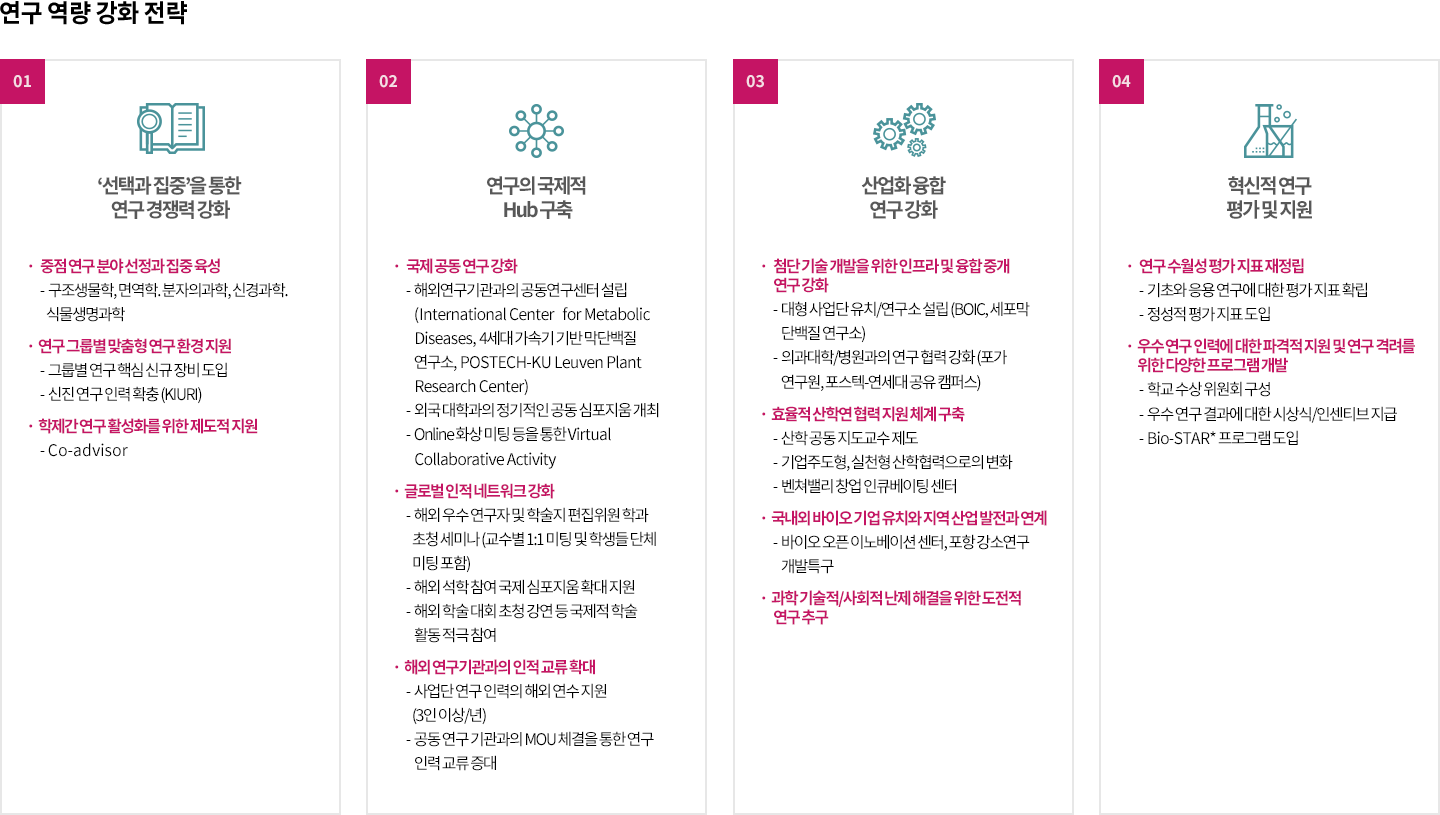 연구 역량 강화 전략
01
‘선택과 집중’을 통한
연구 경쟁력 강화
· 중점 연구 분야 선정과 집중 육성
- 구조생물학, 면역학. 분자의과학, 신경과학.
식물생명과학
· 연구 그룹별 맞춤형 연구 환경 지원
- 그룹별 연구 핵심 신규 장비 도입
- 신진 연구 인력 확충 (KIURI)
· 학제간 연구 활성화를 위한 제도적 지원
- Co-advisor
02
연구의 국제적
Hub 구축
· 국제 공동 연구 강화
- 해외연구기관과의 공동연구센터 설립
(International Center for Metabolic
Diseases, 4세대 가속기 기반 막단백질
연구소, POSTECH-KU Leuven Plant
Research Center)
- 외국 대학과의 정기적인 공동 심포지움 개최
- Online 화상 미팅 등을 통한 Virtual
Collaborative Activity
· 글로벌 인적 네트워크 강화
- 해외 우수 연구자 및 학술지 편집위원 학과
초청 세미나 (교수별 1:1 미팅 및 학생들 단체
미팅 포함)
- 해외 석학 참여 국제 심포지움 확대 지원
- 해외 학술 대회 초청 강연 등 국제적 학술
활동 적극 참여
· 해외 연구기관과의 인적 교류 확대
- 사업단 연구 인력의 해외 연수 지원
(3인 이상/년)
- 공동 연구 기관과의 MOU 체결을 통한 연구
인력 교류 증대
03
산업화 융합
연구 강화
· 첨단 기술 개발을 위한 인프라 및 융합 중개
연구 강화
- 대형 사업단 유치/연구소 설립 (BOIC, 세포막
단백질 연구소)
- 의과대학/병원과의 연구 협력 강화 (포가
연구원, 포스텍-연세대 공유 캠퍼스)
· 효율적 산학연 협력 지원 체계 구축
- 산학 공동 지도교수 제도
- 기업주도형, 실천형 산학협력으로의 변화
- 벤쳐밸리 창업 인큐베이팅 센터
· 국내외 바이오 기업 유치와 지역 산업 발전과 연계
- 바이오 오픈 이노베이션 센터, 포항 강소연구
개발특구
· 과학 기술적/사회적 난제 해결을 위한 도전적
연구 추구
04
혁신적 연구
평가 및 지원
· 연구 수월성 평가 지표 재정립
- 기초와 응용 연구에 대한 평가 지표 확립
- 정성적 평가 지표 도입
· 우수 연구 인력에 대한 파격적 지원 및 연구 격려를
위한 다양한 프로그램 개발
- 학교 수상 위원회 구성
- 우수 연구 결과에 대한 시상식/인센티브 지급
- Bio-STAR* 프로그램 도입